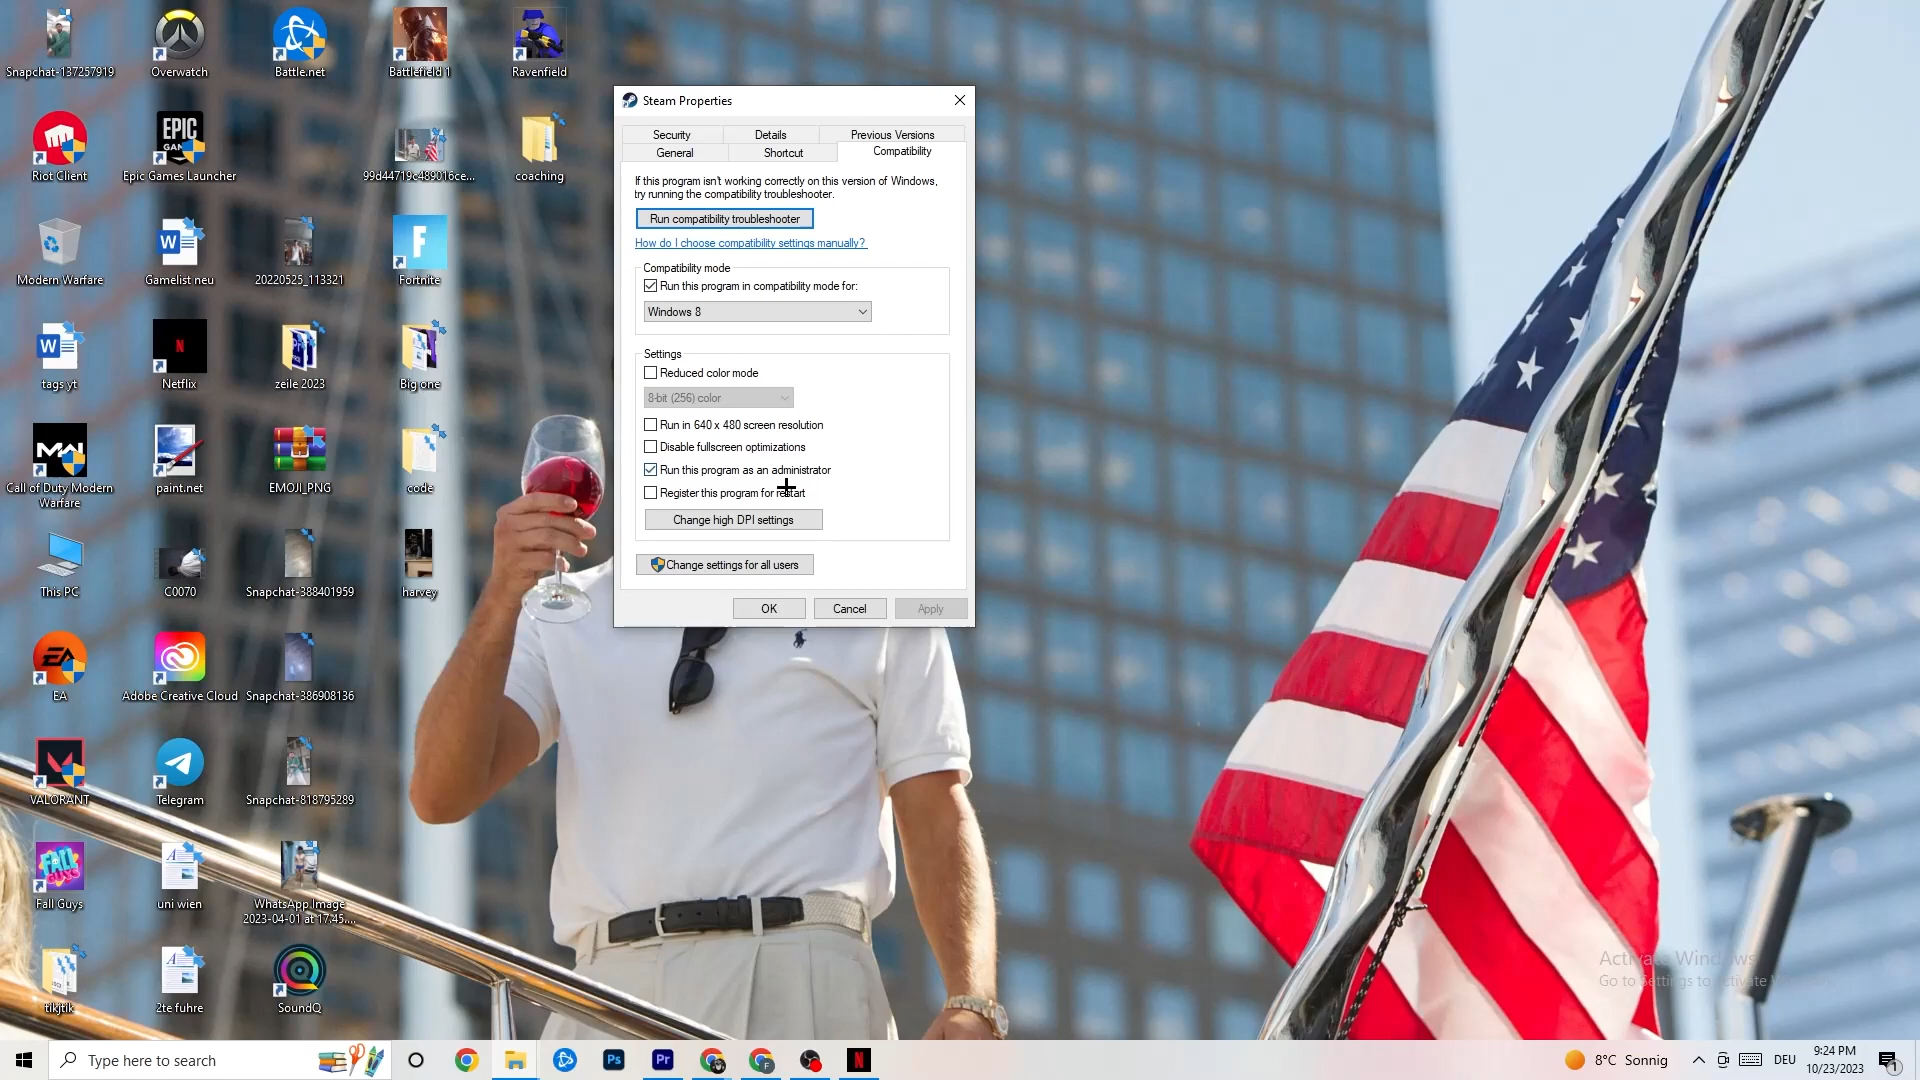 Snapchat-137257919
Overwatch
Battle.net
Battlefield 1
Ravenfield
EPIC
GAM
Riot Client
Epic Games Launcher
99d44719c489016ce...
coaching
Modern Warfare
Gamelist neu
20220525_113321
Fortnite
tags yt
Netflix
zeile 2023
Big one
Call of Duty Modern
Warfare
paint.net
EMOJI_PNG
code
This PC
C0070
Snapchat-388401959
harvey
EA
Adobe Creative Cloud
Snapchat-386908136
VALORANT
Telegram
Snapchat-818795289
FALL
GUYS
Fall Guys
uni wien
WhatsApp Image
2023-04-01 at 17.45....
tikjtik
2te fuhre
SoundQ
Steam Properties
Security
Details
Previous Versions
General
Shortcut
Compatibility
If this program isn't working correctly on this version of Windows,
try running the compatibility troubleshooter.
Run compatibility troubleshooter
How do I choose compatibility settings manually?
Compatibility mode
Run this program in compatibility mode for:
Windows 8
Settings
Reduced color mode
8-bit (256) color
Run in 640 x 480 screen resolution
Disable fullscreen optimizations
Run this program as an administrator
Register this program for restart
Change high DPI settings
Change settings for all users
OK
Cancel
Apply
Activate Windows
Go to Settings to activate
Type here to search
Ps
Pr
F
N
8°C Sonnig
DEU
9:24 PM
10/23/2023
1